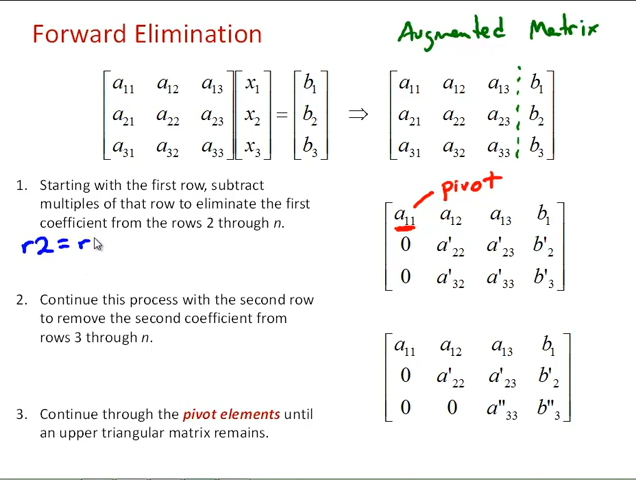 Forward Elimination
Augmented Matrix
a11 a12 a13 x1 b1 a11 a12 a13 b1
a21 a22 a23 x2 = b2 ⇒ a21 a22 a23 b2
a31 a32 a33 x3 b3 a31 a32 a33 b3
1. Starting with the first row, subtract
multiples of that row to eliminate the first
coefficient from the rows 2 through n.
r2 = r
pivot
a11 a12 a13 b1
0 a'22 a'23 b'2
0 a'32 a'33 b'3
2. Continue this process with the second row
to remove the second coefficient from
rows 3 through n.
a11 a12 a13 b1
0 a'22 a'23 b'2
0 0 a"33 b"3
3. Continue through the pivot elements until
an upper triangular matrix remains.